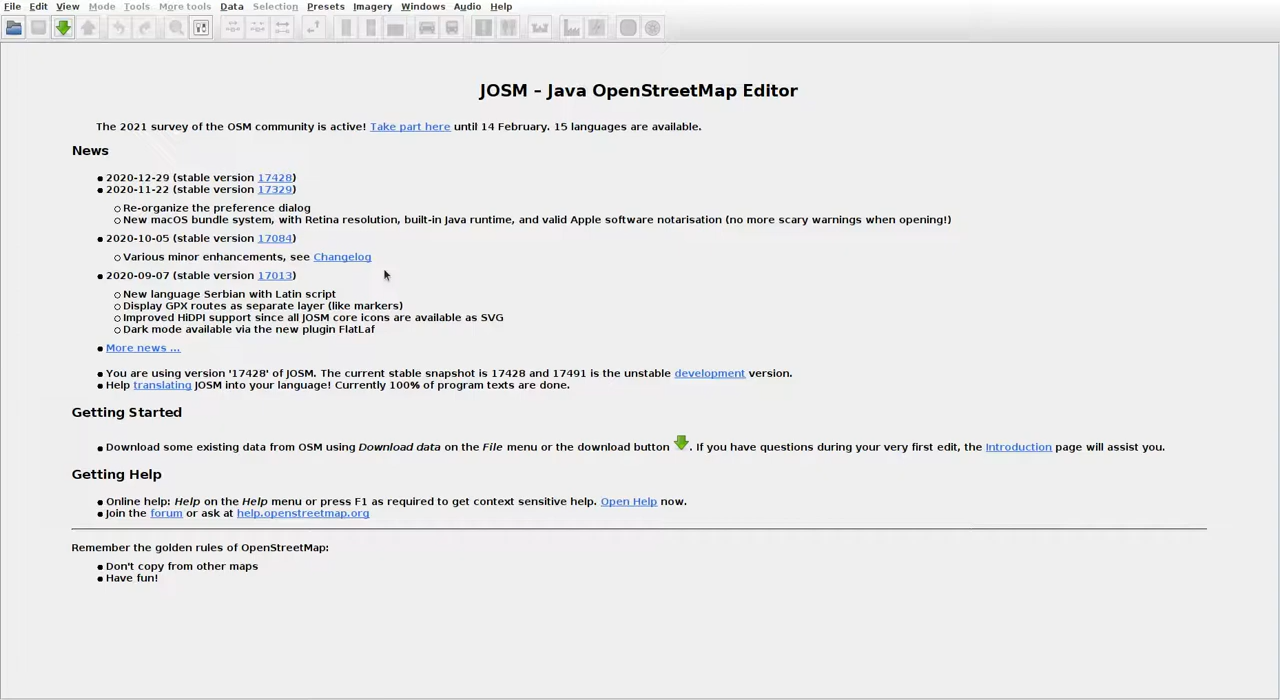 File Edit View Mode Tools More tools Data Selection Presets Imagery Windows Audio Help
JOSM – Java OpenStreetMap Editor
The 2021 survey of the OSM community is active! Take part here until 14 February. 15 languages are available.
News
2020-12-29 (stable version 17428)
2020-11-22 (stable version 17329)
Re-organize the preference dialog
New macOS bundle system, with Retina resolution, built-in Java runtime, and valid Apple software notarisation (no more scary warnings when opening!)
2020-10-05 (stable version 17084)
Various minor enhancements, see Changelog
2020-09-07 (stable version 17013)
New language Serbian with Latin script
Display GPX routes as separate layer (like markers)
Improved HiDPI support since all JOSM core icons are available as SVG
Dark mode available via the new plugin FlatLaf
More news ...
You are using version '17428' of JOSM. The current stable snapshot is 17428 and 17491 is the unstable development version.
Help translating JOSM into your language! Currently 100% of program texts are done.
Getting Started
Download some existing data from OSM using Download data on the File menu or the download button . If you have questions during your very first edit, the Introduction page will assist you.
Getting Help
Online help: Help on the Help menu or press F1 as required to get context sensitive help. Open Help now.
Join the forum or ask at help.openstreetmap.org
Remember the golden rules of OpenStreetMap:
Don't copy from other maps
Have fun!